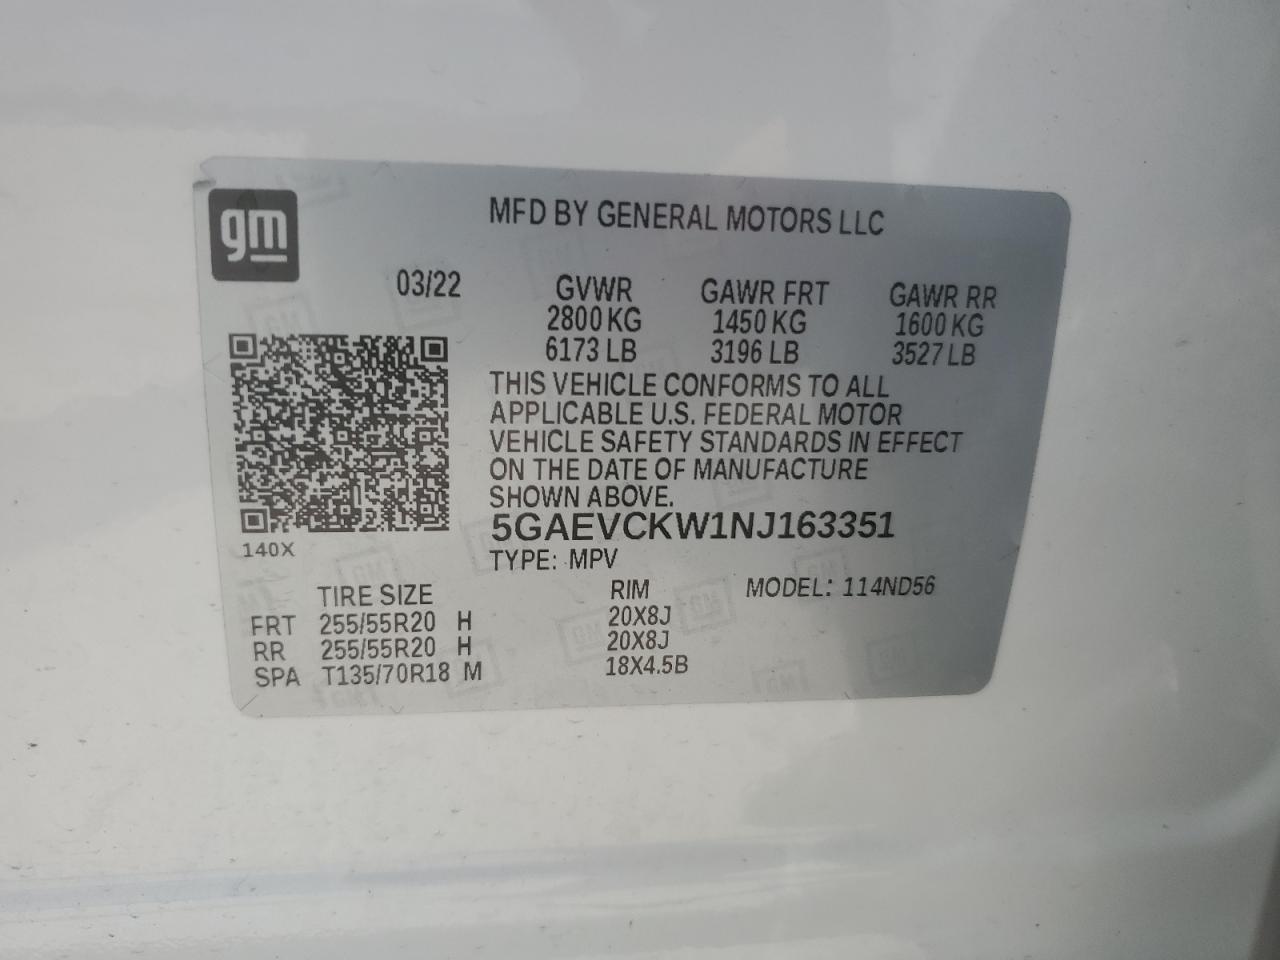 gm
MFD BY GENERAL MOTORS LLC
03/22 GVWR GAWR FRT GAWR RR
2800 KG 1450 KG 1600 KG
6173 LB 3196 LB 3527 LB
THIS VEHICLE CONFORMS TO ALL
APPLICABLE U.S. FEDERAL MOTOR
VEHICLE SAFETY STANDARDS IN EFFECT
ON THE DATE OF MANUFACTURE
SHOWN ABOVE.
5GAEVCKW1NJ163351
140X
TYPE: MPV
TIRE SIZE RIM MODEL: 114ND56
FRT 255/55R20 H 20X8J
RR 255/55R20 H 20X8J
SPA T135/70R18 M 18X4.5B